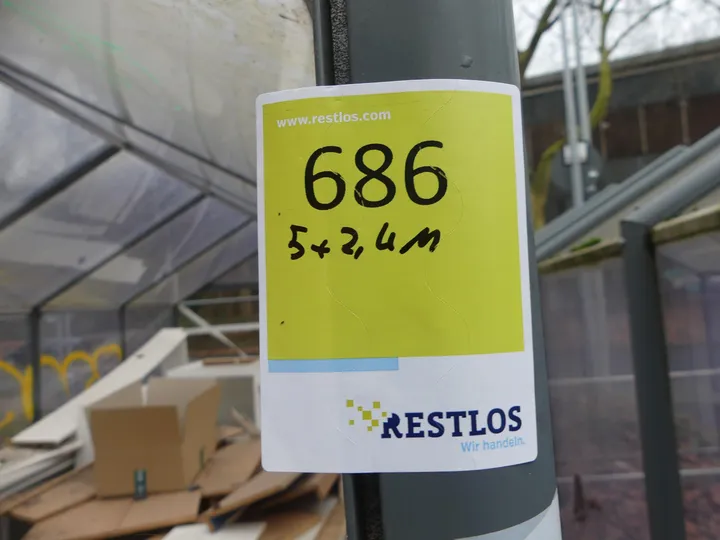 www.restlos.com
686
5+2,4M
RESTLOS
Wir handeln.